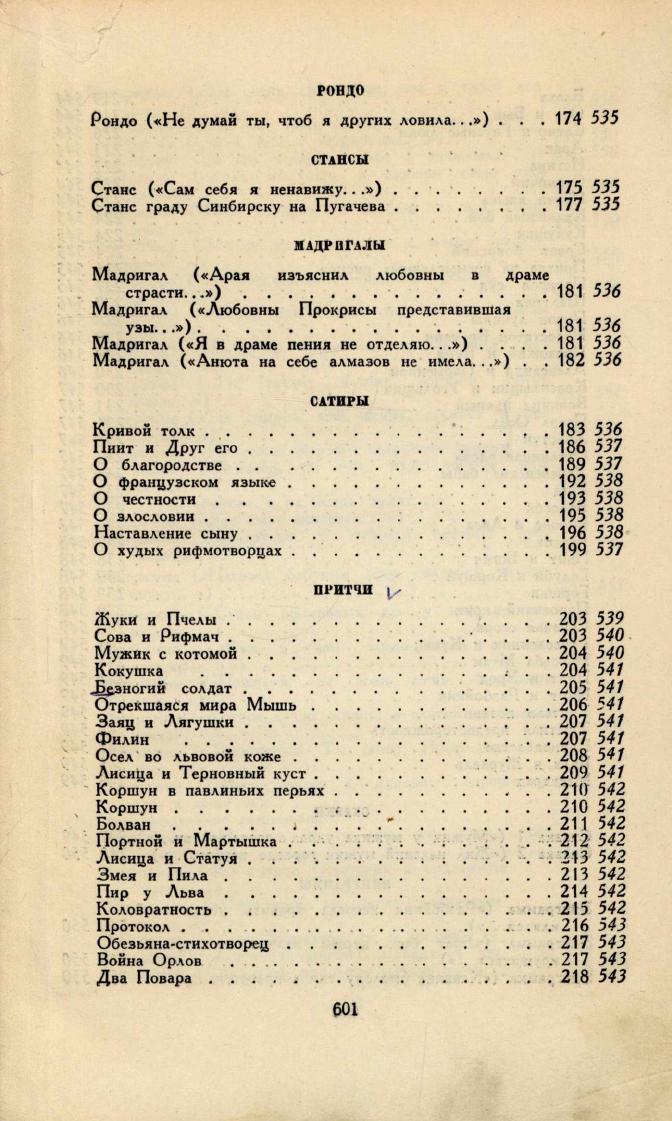 РОНДО
Рондо («Не думай ты, чтоб я других ловила. . .») . . . 174 535
СТАНСЫ
Станс («Сам себя я ненавижу. . .») . . . . . . . . 175 535
Станс граду Синбирску на Пугачева . . . . . . . . 177 535
МАДРИГАЛЫ
Мадригал («Арая изъяснил любовны в драме
страсти. . .») . . . . . . . . . . . . . . . 181 536
Мадригал («Любовны Прокрисы представившая
узы. . .») . . . . . . . . . . . . . . . . 181 536
Мадригал («Я в драме пения не отделяю. . .») . . . . 181 536
Мадригал («Анюта на себе алмазов не имела. . .») . . 182 536
САТИРЫ
Кривой толк . . . . . . . . . . . . . . . . . 183 536
Пиит и Друг его . . . . . . . . . . . . . . . 186 537
О благородстве . . . . . . . . . . . . . . . . 189 537
О французском языке . . . . . . . . . . . . . 192 538
О честности . . . . . . . . . . . . . . . . . 193 538
О злословии . . . . . . . . . . . . . . . . . 195 538
Наставление сыну . . . . . . . . . . . . . . . 196 538
О худых рифмотворцах . . . . . . . . . . . . . 199 537
ПРИТЧИ
Жуки и Пчелы . . . . . . . . . . . . . . . . 203 539
Сова и Рифмач . . . . . . . . . . . . . . . . 203 540
Мужик с котомой . . . . . . . . . . . . . . . 204 540
Кокушка . . . . . . . . . . . . . . . . . . 204 541
Безногий солдат . . . . . . . . . . . . . . . 205 541
Отрекшаяся мира Мышь . . . . . . . . . . . . 206 541
Заяц и Лягушки . . . . . . . . . . . . . . . 207 541
Филин . . . . . . . . . . . . . . . . . . . 207 541
Осел во львовой коже . . . . . . . . . . . . . 208 541
Лисица и Терновный куст . . . . . . . . . . . . 209 541
Коршун в павлиньих перьях . . . . . . . . . . . 210 542
Коршун . . . . . . . . . . . . . . . . . . . 210 542
Болван . . . . . . . . . . . . . . . . . . . 211 542
Портной и Мартышка . . . . . . . . . . . . . 212 542
Лисица и Статуя . . . . . . . . . . . . . . . 213 542
Змея и Пила . . . . . . . . . . . . . . . . . 213 542
Пир у Льва . . . . . . . . . . . . . . . . . 214 542
Коловратность . . . . . . . . . . . . . . . . 215 542
Протокол . . . . . . . . . . . . . . . . . . 216 543
Обезьяна-стихотворец . . . . . . . . . . . . . 217 543
Война Орлов . . . . . . . . . . . . . . . . . 217 543
Два Повара . . . . . . . . . . . . . . . . . 218 543
601